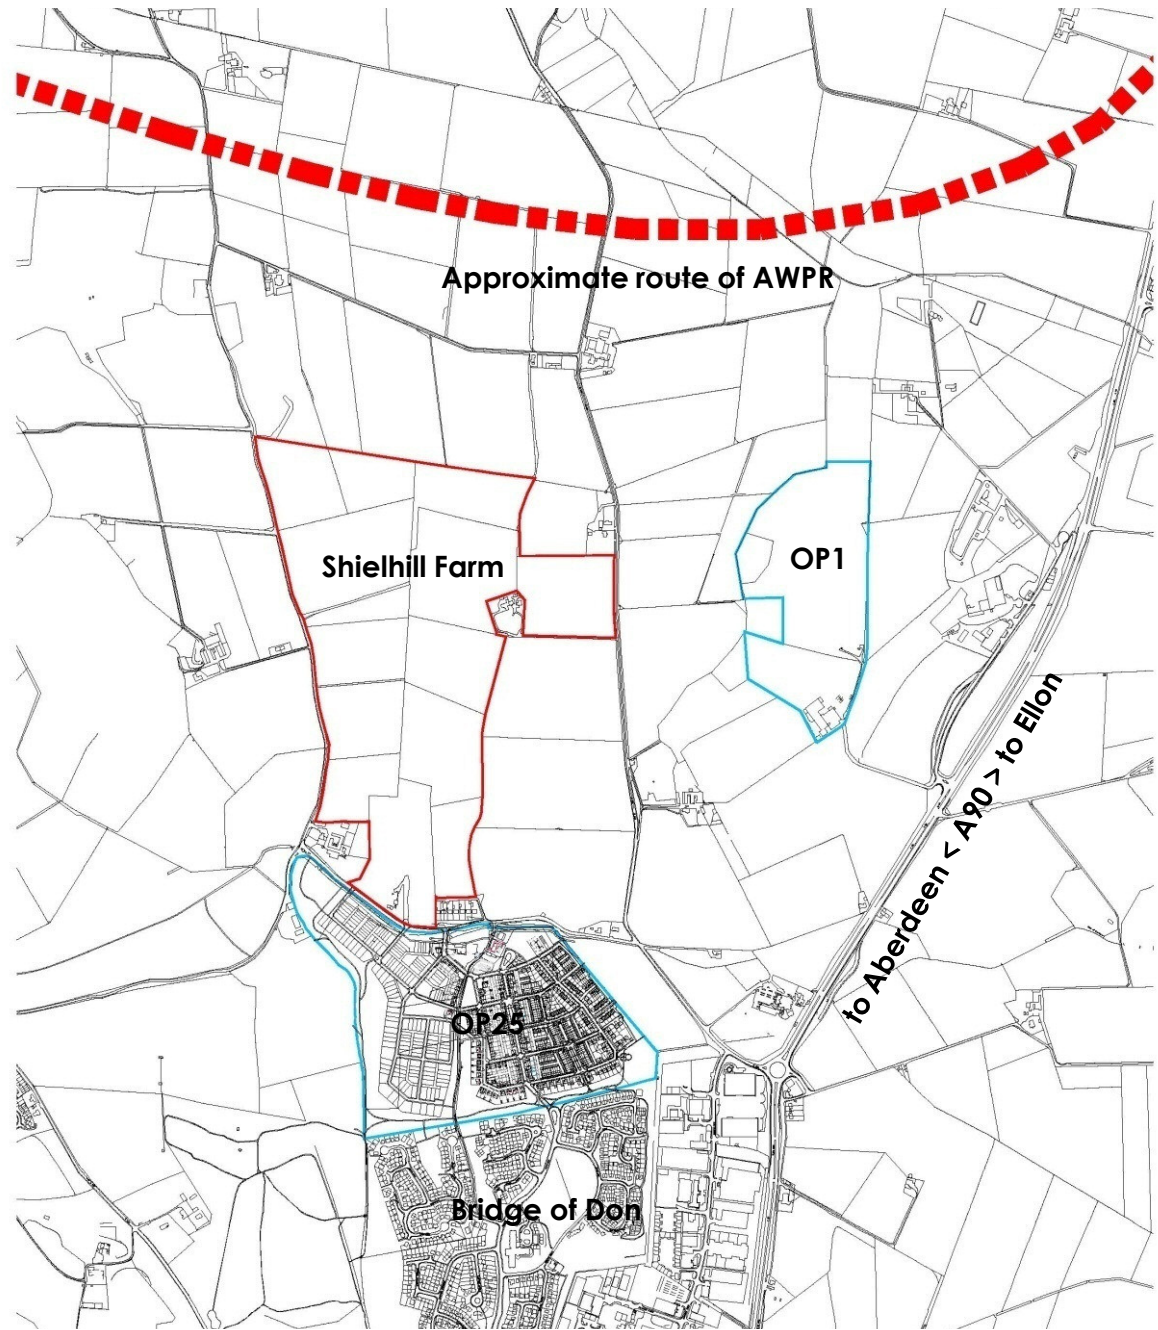 Approximate route of AWPR
Shielhill Farm
OP1
to Aberdeen < A90 > to Ellon
OP25
Bridge of Don